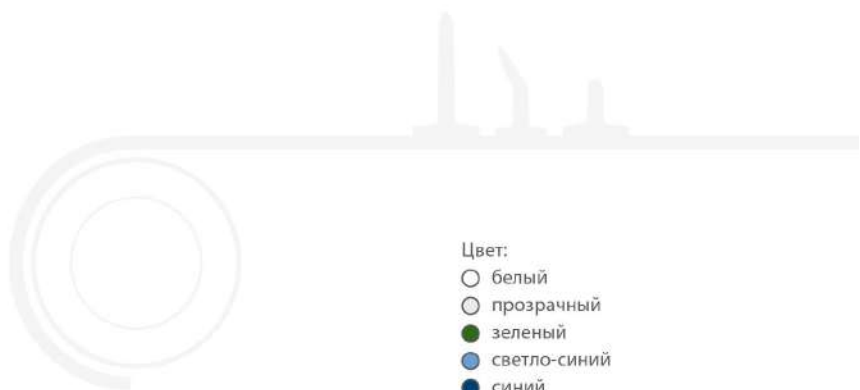 Цвет:
белый
прозрачный
зеленый
светло-синий
синий